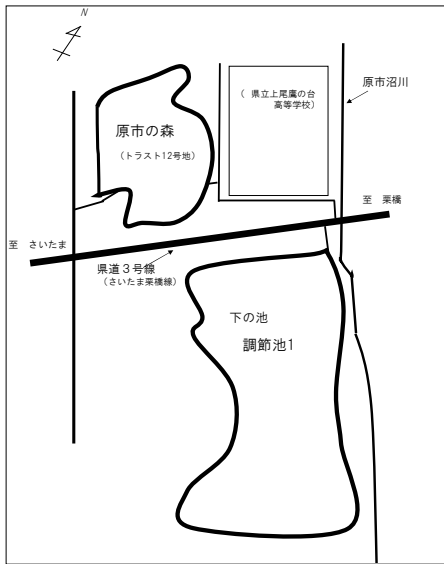 N
原市沼川
（ 県立上尾鷹の台
高等学校）
原市の森
（トラスト12号地）
至　栗橋
至　さいたま
県道３号線
（さいたま栗橋線）
下の池
調節池1